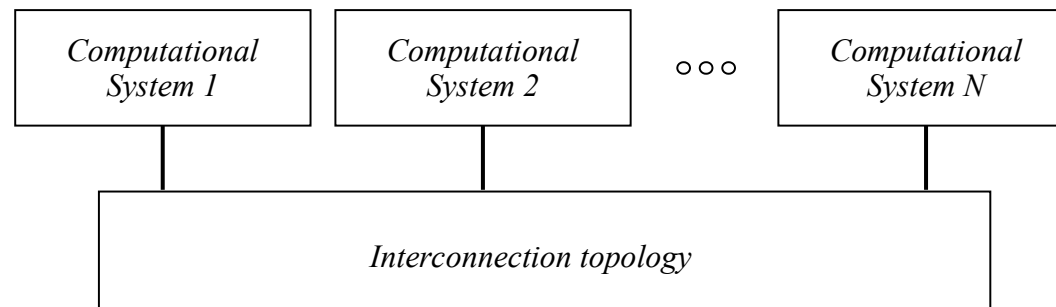 Computational
System 1
Computational
System 2
Computational
System N
Interconnection topology